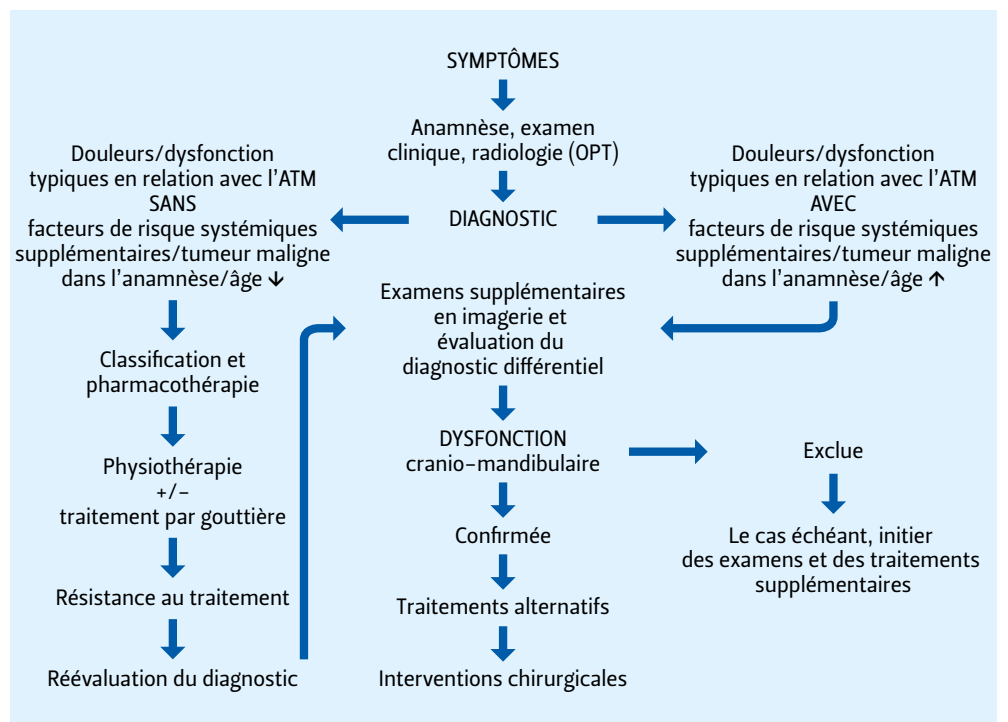 SYMPTÔMES
Anamnèse, examen
clinique, radiologie (OPT)
DIAGNOSTIC
Douleurs/dysfonction
typiques en relation avec l'ATM
SANS
facteurs de risque systémiques
supplémentaires/tumeur maligne
dans l'anamnèse/âge ↓
Classification et
pharmacothérapie
Physiothérapie
+/–
traitement par gouttière
Résistance au traitement
Réévaluation du diagnostic
Douleurs/dysfonction
typiques en relation avec l'ATM
AVEC
facteurs de risque systémiques
supplémentaires/tumeur maligne
dans l'anamnèse/âge ↑
Examens supplémentaires
en imagerie et
évaluation du
diagnostic différentiel
DYSFONCTION
cranio-mandibulaire
Confirmée
Traitements alternatifs
Interventions chirurgicales
Exclue
Le cas échéant, initier
des examens et des traitements
supplémentaires